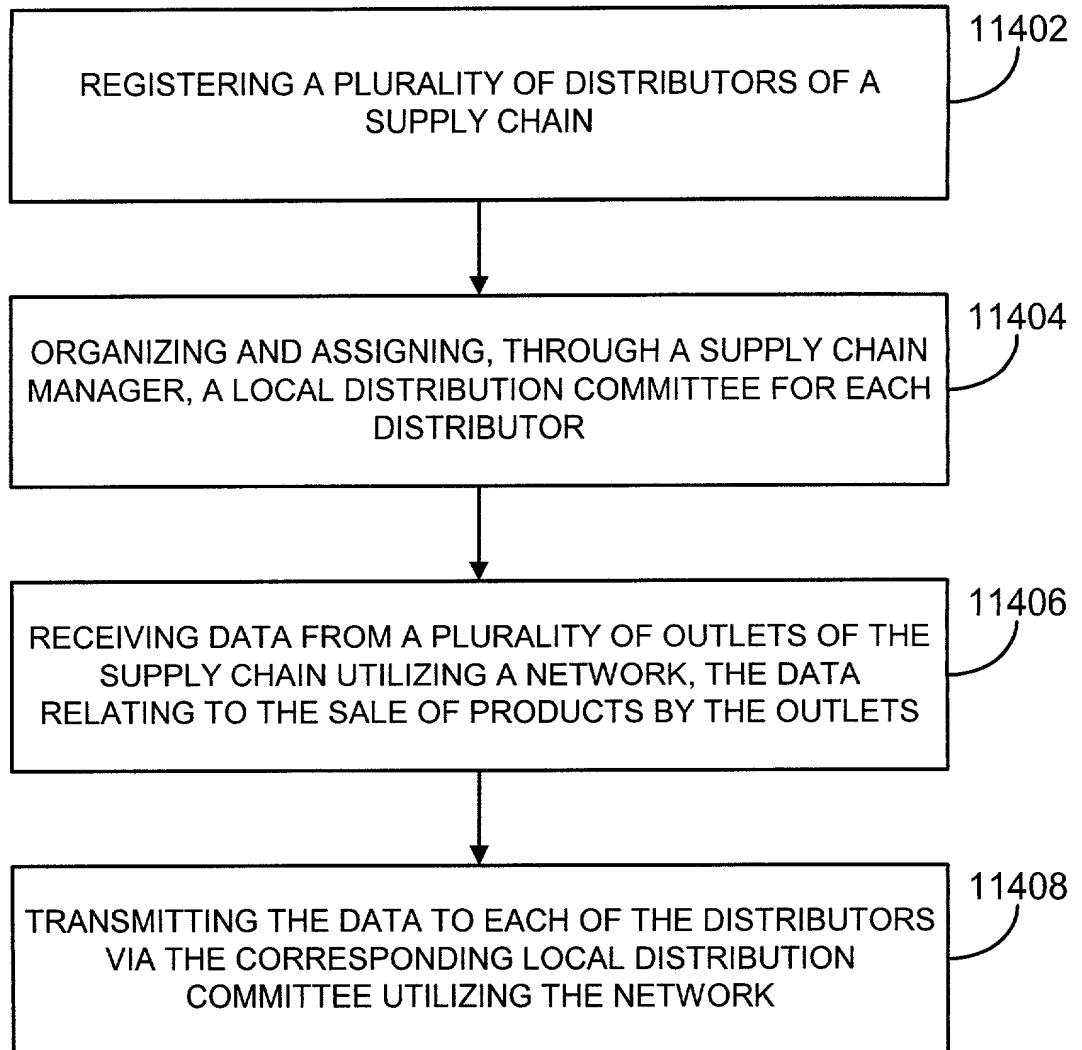 11402
REGISTERING A PLURALITY OF DISTRIBUTORS OF A
SUPPLY CHAIN
11404
ORGANIZING AND ASSIGNING, THROUGH A SUPPLY CHAIN
MANAGER, A LOCAL DISTRIBUTION COMMITTEE FOR EACH
DISTRIBUTOR
11406
RECEIVING DATA FROM A PLURALITY OF OUTLETS OF THE
SUPPLY CHAIN UTILIZING A NETWORK, THE DATA
RELATING TO THE SALE OF PRODUCTS BY THE OUTLETS
11408
TRANSMITTING THE DATA TO EACH OF THE DISTRIBUTORS
VIA THE CORRESPONDING LOCAL DISTRIBUTION
COMMITTEE UTILIZING THE NETWORK